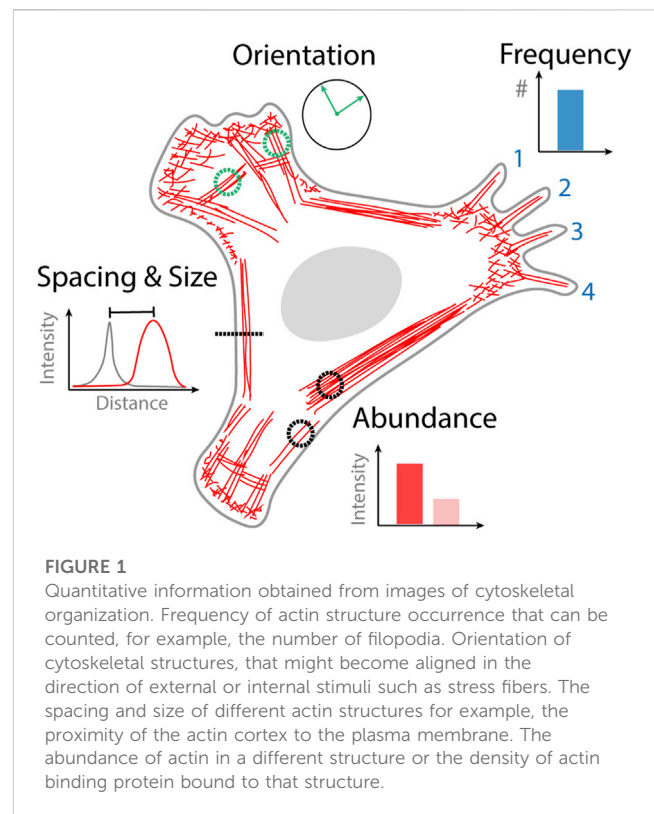 Orientation
Frequency
#
1
2
3
4
Spacing & Size
Intensity
Distance
Abundance
Intensity
FIGURE 1
Quantitative information obtained from images of cytoskeletal
organization. Frequency of actin structure occurrence that can be
counted, for example, the number of filopodia. Orientation of
cytoskeletal structures, that might become aligned in the
direction of external or internal stimuli such as stress fibers. The
spacing and size of different actin structures for example, the
proximity of the actin cortex to the plasma membrane. The
abundance of actin in a different structure or the density of actin
binding protein bound to that structure.